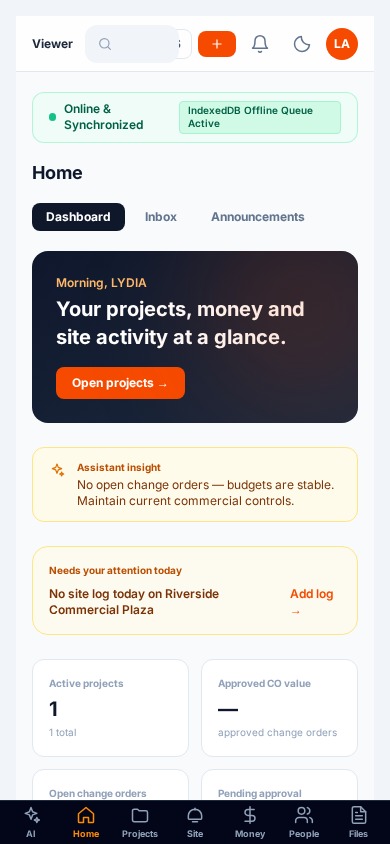 Viewer
+
LA
Online &
Synchronized
IndexedDB Offline Queue
Active
Home
Dashboard
Inbox
Announcements
Morning, LYDIA
Your projects, money and
site activity at a glance.
Open projects →
Assistant insight
No open change orders — budgets are stable.
Maintain current commercial controls.
Needs your attention today
No site log today on Riverside
Commercial Plaza
Add log
→
Active projects
1
1 total
Approved CO value
—
approved change orders
Open change orders
Pending approval
AI
Home
Projects
Site
Money
People
Files